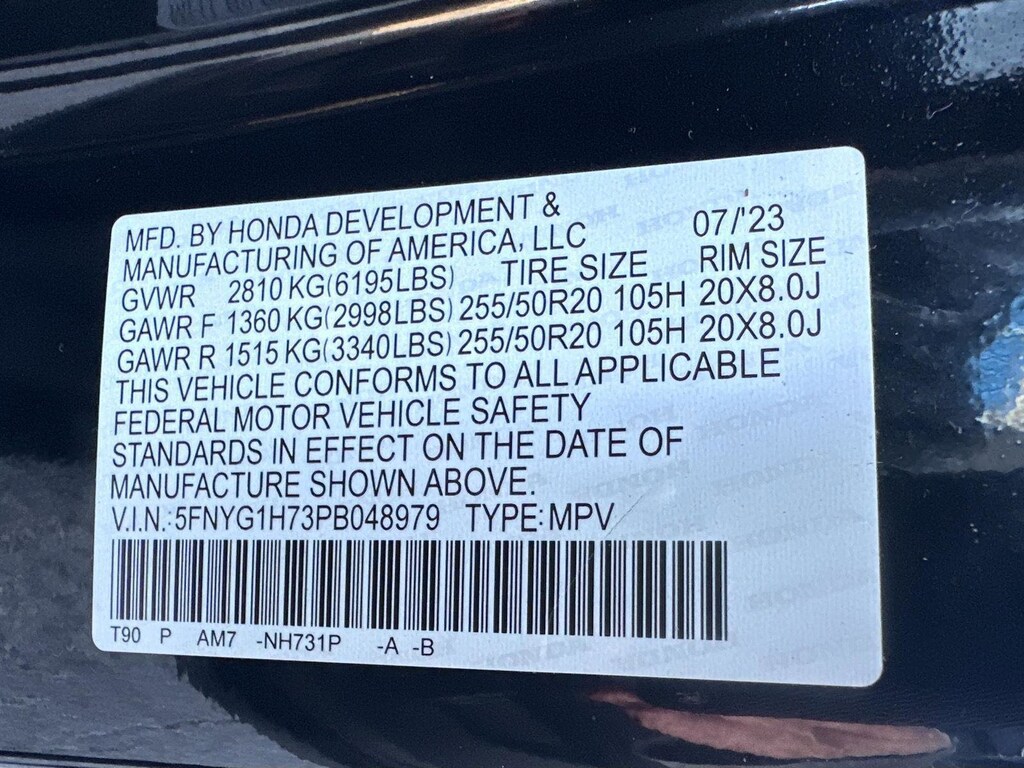 MFD. BY HONDA DEVELOPMENT &
MANUFACTURING OF AMERICA, LLC 07/'23
GVWR 2810 KG(6195LBS) TIRE SIZE RIM SIZE
GAWR F 1360 KG(2998LBS) 255/50R20 105H 20X8.0J
GAWR R 1515 KG(3340LBS) 255/50R20 105H 20X8.0J
THIS VEHICLE CONFORMS TO ALL APPLICABLE
FEDERAL MOTOR VEHICLE SAFETY
STANDARDS IN EFFECT ON THE DATE OF
MANUFACTURE SHOWN ABOVE.
V.I.N.: 5FNYG1H73PB048979 TYPE: MPV
T90 P AM7 -NH731P -A -B